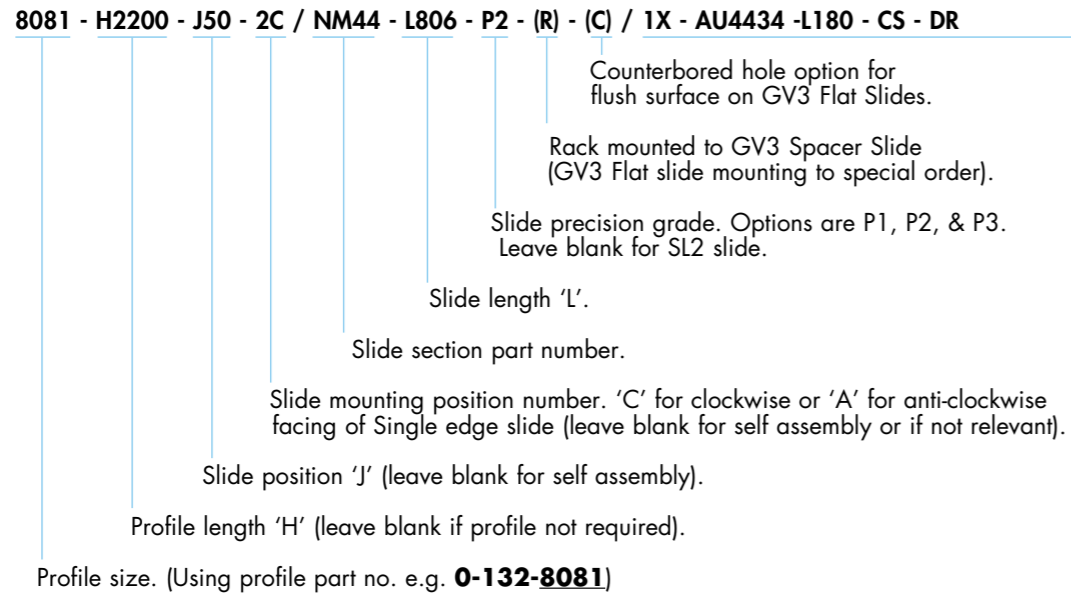 8081 - H2200 - J50 - 2C / NM44 - L806 - P2 - (R) - (C) / 1X - AU4434 -L180 - CS - DR
Counterbored hole option for
flush surface on GV3 Flat Slides.
Rack mounted to GV3 Spacer Slide
(GV3 Flat slide mounting to special order).
Slide precision grade. Options are P1, P2, & P3.
Leave blank for SL2 slide.
Slide length ‘L’.
Slide section part number.
Slide mounting position number. ‘C’ for clockwise or ‘A’ for anti-clockwise
facing of Single edge slide (leave blank for self assembly or if not relevant).
Slide position ‘J’ (leave blank for self assembly).
Profile length ‘H’ (leave blank if profile not required).
Profile size. (Using profile part no. e.g. 0-132-8081)